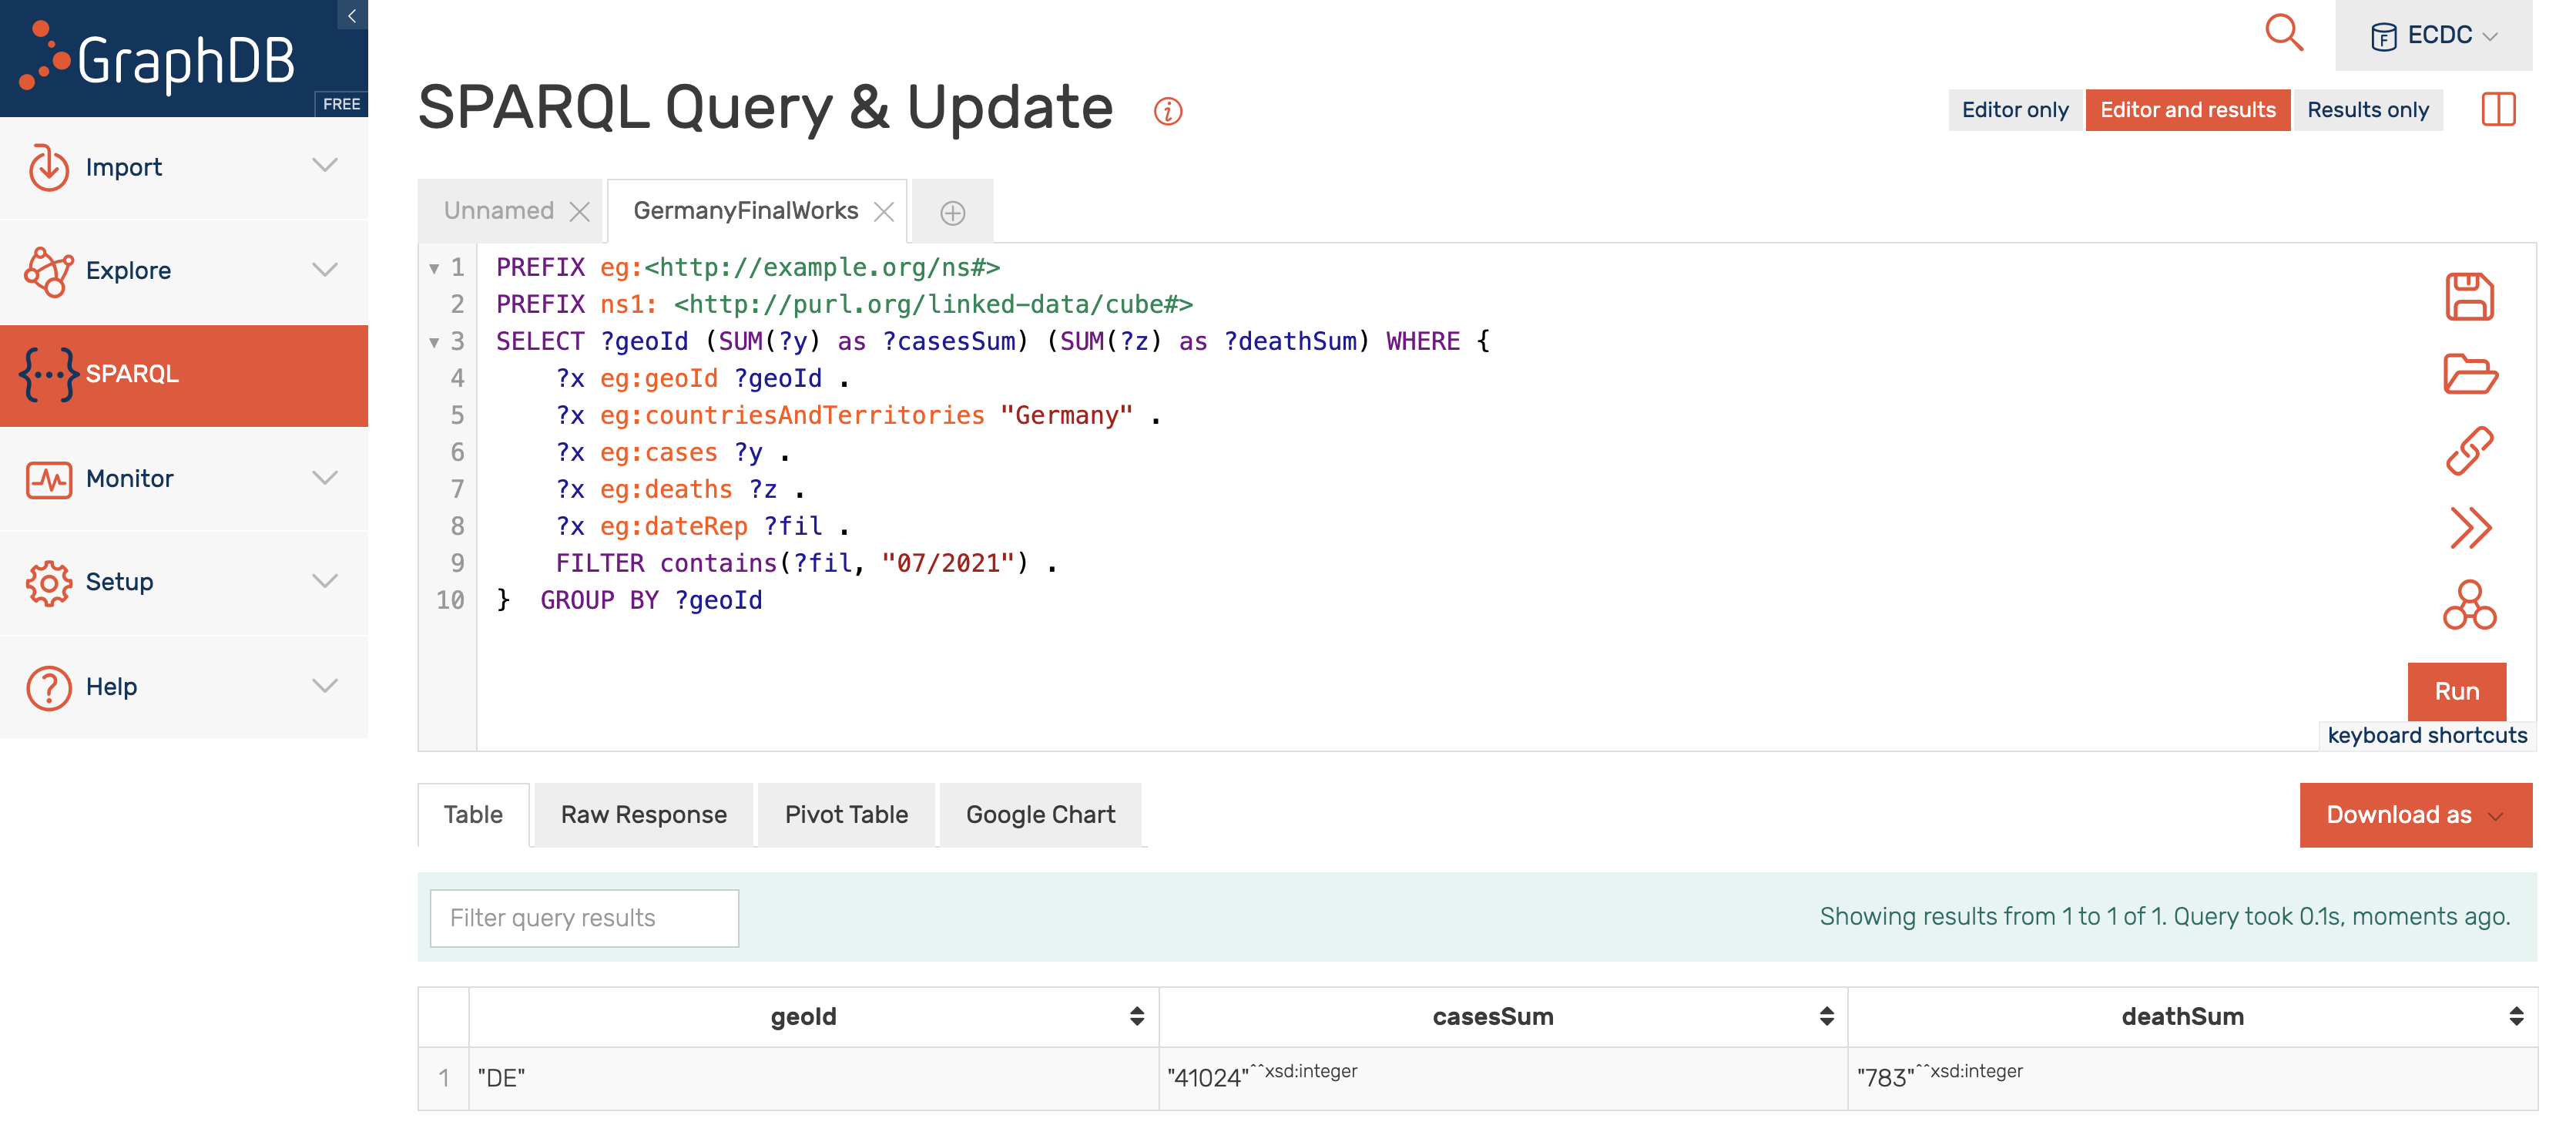 GraphDB
FREE
Import
Explore
SPARQL
Monitor
Setup
Help
ECDC
SPARQL Query & Update
Editor only
Editor and results
Results only
Unnamed
GermanyFinalWorks
1 PREFIX eg:<http://example.org/ns#>
2 PREFIX ns1: <http://purl.org/linked-data/cube#>
3 SELECT ?geoId (SUM(?y) as ?casesSum) (SUM(?z) as ?deathSum) WHERE {
4 ?x eg:geoId ?geoId .
5 ?x eg:countriesAndTerritories "Germany" .
6 ?x eg:cases ?y .
7 ?x eg:deaths ?z .
8 ?x eg:dateRep ?fil .
9 FILTER contains(?fil, "07/2021") .
10 } GROUP BY ?geoId
Run
keyboard shortcuts
Table
Raw Response
Pivot Table
Google Chart
Download as
Filter query results
Showing results from 1 to 1 of 1. Query took 0.1s, moments ago.
geoId casesSum deathSum
1 "DE" "41024"^^xsd:integer "783"^^xsd:integer